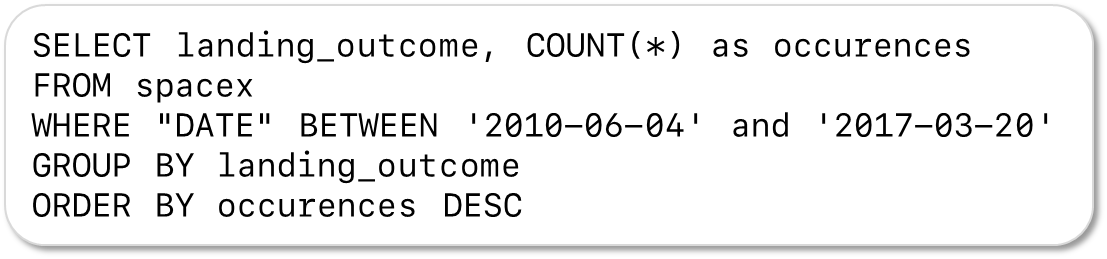 SELECT landing_outcome, COUNT(*) as occurences
FROM spacex
WHERE "DATE" BETWEEN '2010-06-04' and '2017-03-20'
GROUP BY landing_outcome
ORDER BY occurences DESC